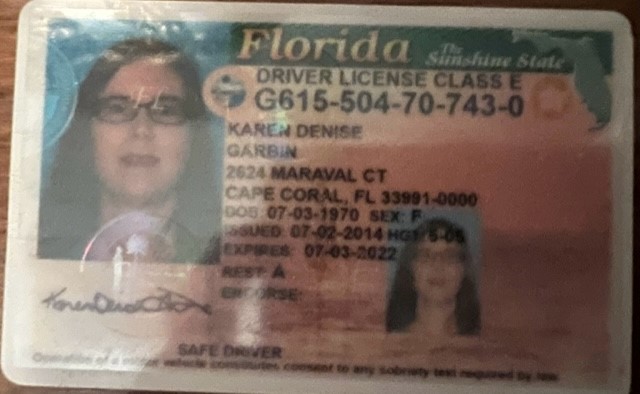 Florida The Sunshine State
DRIVER LICENSE CLASS E
G615-504-70-743-0
KAREN DENISE
GARBIN
2624 MARAVAL CT
CAPE CORAL, FL 33991-0000
DOB: 07-03-1970 SEX: F
ISSUED: 07-02-2014 HGT: 5-05
EXPIRES: 07-03-2022
REST: A
ENDORSE:
SAFE DRIVER
Operation of a motor vehicle constitutes consent to any sobriety test required by law